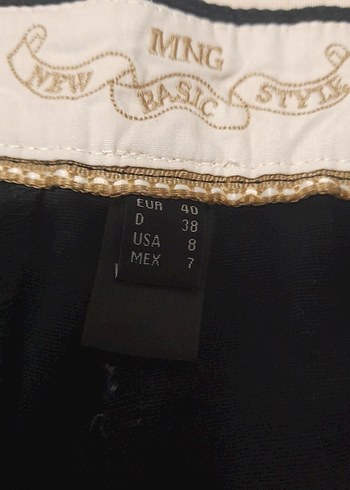 MNG
NEW BASIC STYLE
EUR 40
D 38
USA 8
MEX 7